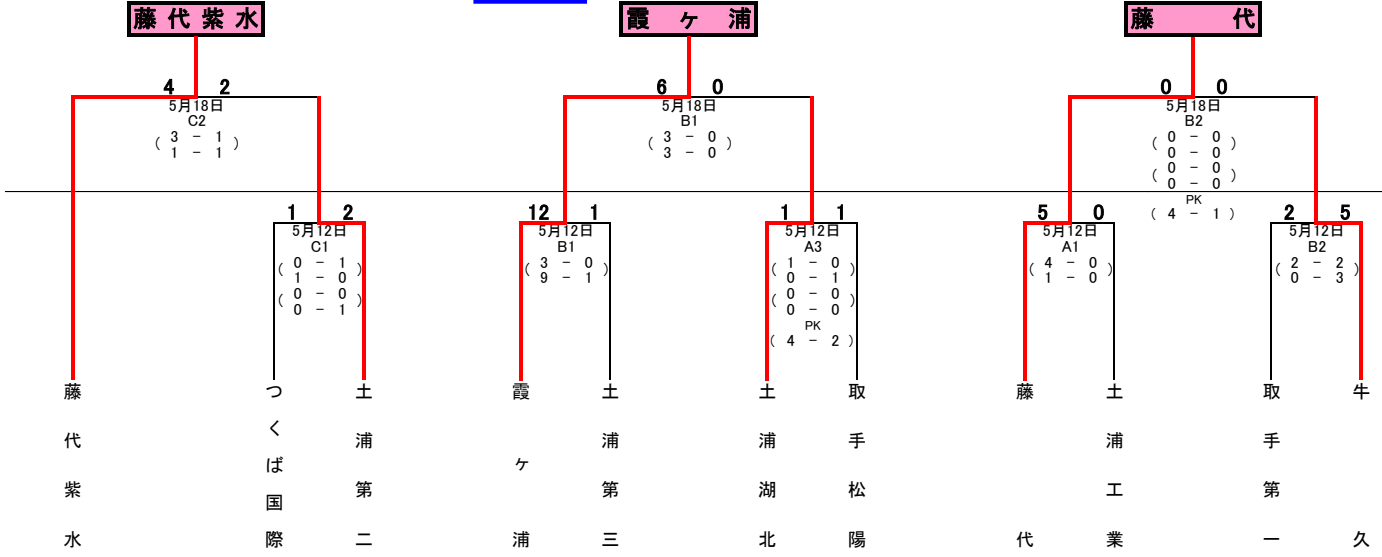 藤代紫水
霞ヶ浦
藤代
4 2
5月18日
C2
( 3 - 1 )
1 - 1
6 0
5月18日
B1
( 3 - 0 )
3 - 0
0 0
5月18日
B2
( 0 - 0 )
0 - 0
( 0 - 0 )
0 - 0
PK
( 4 - 1 )
1 2
5月12日
C1
( 0 - 1 )
1 - 0
( 0 - 0 )
0 - 1
12 1
5月12日
B1
( 3 - 0 )
9 - 1
1 1
5月12日
A3
( 1 - 0 )
0 - 1
( 0 - 0 )
0 - 0
PK
( 4 - 2 )
5 0
5月12日
A1
( 4 - 0 )
1 - 0
2 5
5月12日
B2
( 2 - 2 )
0 - 3
藤代紫水
つくば国際
土浦第二
霞ヶ浦
土浦第三
土浦湖北
取手松陽
藤代
土浦工業
取手第一
牛久